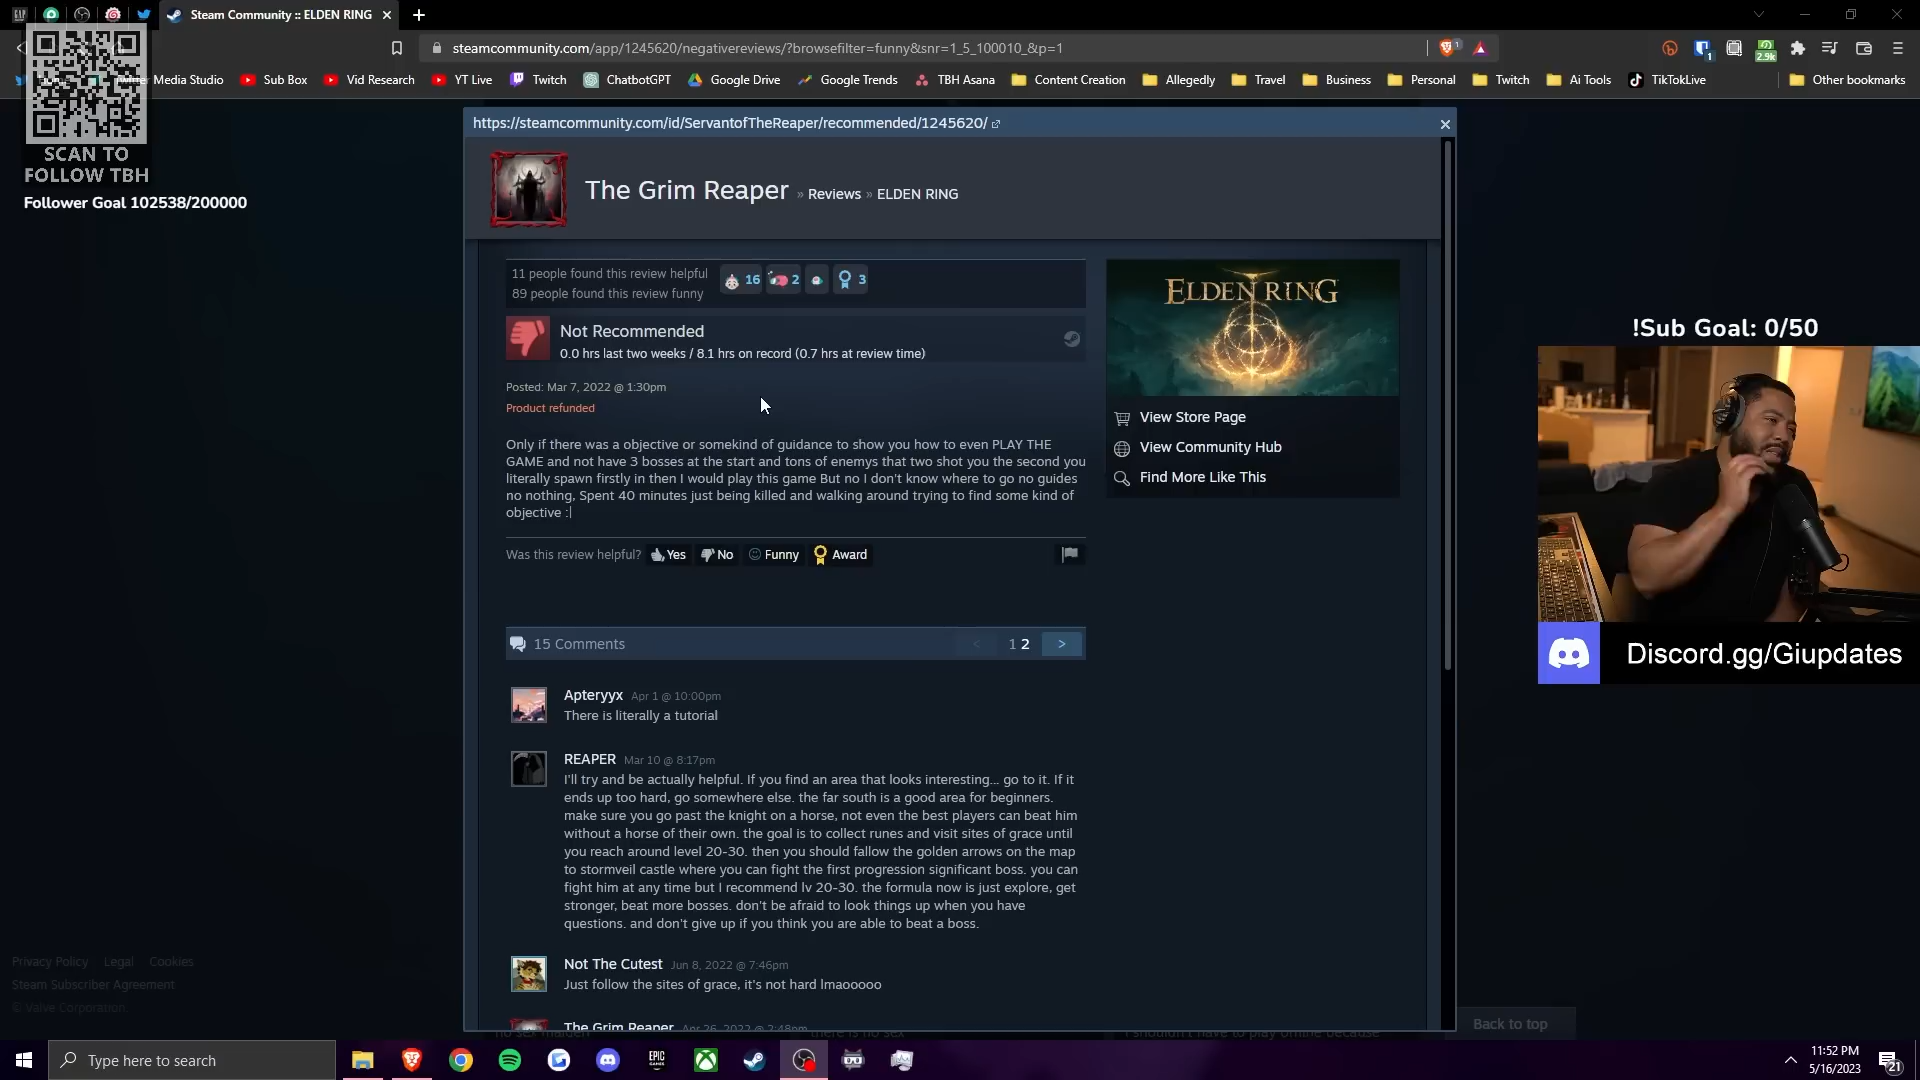 Steam Community :: ELDEN RING
steamcommunity.com/app/1245620/negativereviews/?browsefilter=funny&snr=1_5_100010_&p=1
1
2.9k
Twitter Media Studio
Sub Box
Vid Research
YT Live
Twitch
ChatbotGPT
Google Drive
Google Trends
TBH Asana
Content Creation
Allegedly
Travel
Business
Personal
Twitch
Ai Tools
TikTokLive
Other bookmarks
SCAN TO
FOLLOW TBH
Follower Goal 102538/200000
https://steamcommunity.com/id/ServantofTheReaper/recommended/1245620/
The Grim Reaper » Reviews » ELDEN RING
11 people found this review helpful
89 people found this review funny
16
2
3
Not Recommended
0.0 hrs last two weeks / 8.1 hrs on record (0.7 hrs at review time)
Posted: Mar 7, 2022 @ 1:30pm
Product refunded
Only if there was a objective or somekind of guidance to show you how to even PLAY THE
GAME and not have 3 bosses at the start and tons of enemys that two shot you the second you
literally spawn firstly in then I would play this game But no I don't know where to go no guides
no nothing, Spent 40 minutes just being killed and walking around trying to find some kind of
objective :|
Was this review helpful? Yes No Funny Award
ELDEN RING
View Store Page
View Community Hub
Find More Like This
15 Comments
< 1 2 >
Apteryyx Apr 1 @ 10:00pm
There is literally a tutorial
REAPER Mar 10 @ 8:17pm
I'll try and be actually helpful. If you find an area that looks interesting... go to it. If it
ends up too hard, go somewhere else. the far south is a good area for beginners.
make sure you go past the knight on a horse, not even the best players can beat him
without a horse of their own. the goal is to collect runes and visit sites of grace until
you reach around level 20-30. then you should fallow the golden arrows on the map
to stormveil castle where you can fight the first progression significant boss. you can
fight him at any time but I recommend lv 20-30. the formula now is just explore, get
stronger, beat more bosses. don't be afraid to look things up when you have
questions. and don't give up if you think you are able to beat a boss.
Not The Cutest Jun 8, 2022 @ 7:46pm
Just follow the sites of grace, it's not hard lmaooooo
The Grim Reaper Apr 26, 2022 @ 2:48pm
!Sub Goal: 0/50
Discord.gg/Giupdates
Privacy Policy Legal Cookies
Steam Subscriber Agreement
© Valve Corporation
Back to top
Type here to search
EPIC
GAMES
11:52 PM
5/16/2023
21